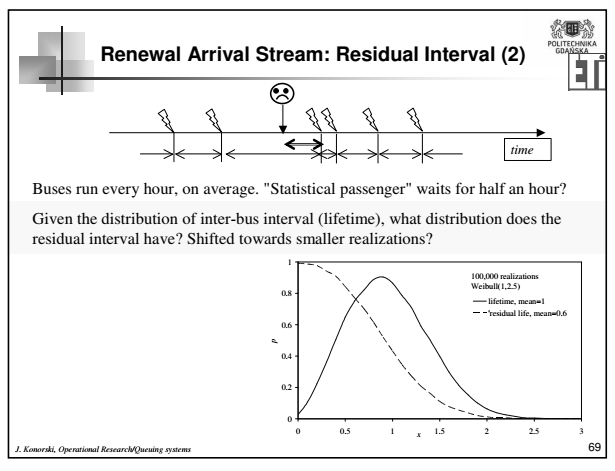 Renewal Arrival Stream: Residual Interval (2)
POLITECHNIKA
GDAŃSKA
time
Buses run every hour, on average. "Statistical passenger" waits for half an hour?
Given the distribution of inter-bus interval (lifetime), what distribution does the
residual interval have? Shifted towards smaller realizations?
100,000 realizations
Weibull(1,2.5)
lifetime, mean=1
residual life, mean=0.6
1
0.8
0.6
0.4
0.2
0
p
0 0.5 1 1.5 2 2.5 3
x
J. Konorski, Operational Research/Queuing systems
69